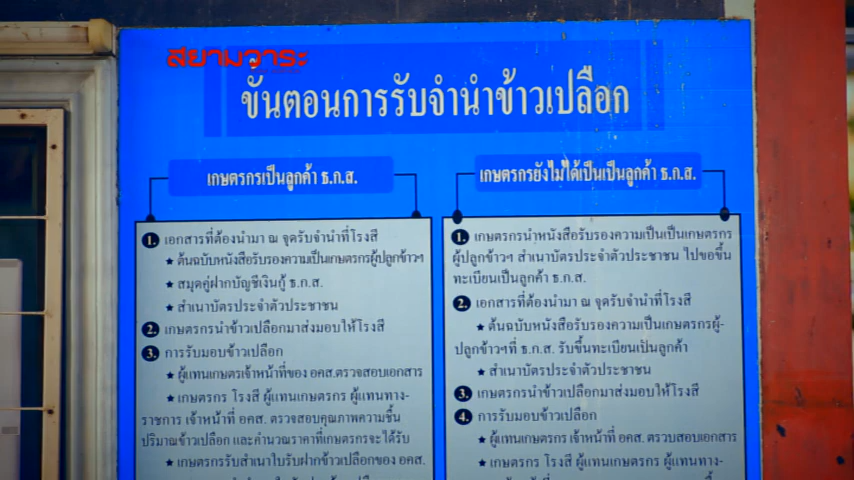 สยามวาระ
ขั้นตอนการรับจำนำข้าวเปลือก
เกษตรกรเป็นลูกค้า ธ.ก.ส.
1. เอกสารที่ต้องนำมา ณ จุดรับจำนำที่โรงสี
★ ต้นฉบับหนังสือรับรองความเป็นเกษตรกรผู้ปลูกข้าวฯ
★ สมุดคู่ฝากบัญชีเงินกู้ ธ.ก.ส.
★ สำเนาบัตรประจำตัวประชาชน
2. เกษตรกรนำข้าวเปลือกมาส่งมอบให้โรงสี
3. การรับมอบข้าวเปลือก
★ ผู้แทนเกษตรกร เจ้าหน้าที่ของ อคส.ตรวจสอบเอกสาร
★ เกษตรกร โรงสี ผู้แทนเกษตรกร ผู้แทนทาง-
ราชการ เจ้าหน้าที่ อคส. ตรวจสอบคุณภาพความชื้น
ปริมาณข้าวเปลือก และคำนวณราคาที่เกษตรกรจะได้รับ
★ เกษตรกรรับสำเนาใบรับฝากข้าวเปลือกของ อคส.
เกษตรกรยังไม่ได้เป็นเป็นลูกค้า ธ.ก.ส.
1. เกษตรกรนำหนังสือรับรองความเป็นเป็นเกษตรกร
ผู้ปลูกข้าวฯ สำเนาบัตรประจำตัวประชาชน ไปขอขึ้น
ทะเบียนเป็นลูกค้า ธ.ก.ส.
2. เอกสารที่ต้องนำมา ณ จุดรับจำนำที่โรงสี
★ ต้นฉบับหนังสือรับรองความเป็นเกษตรกรผู้-
ปลูกข้าวฯที่ ธ.ก.ส. รับขึ้นทะเบียนเป็นลูกค้า
★ สำเนาบัตรประจำตัวประชาชน
3. เกษตรกรนำข้าวเปลือกมาส่งมอบให้โรงสี
4. การรับมอบข้าวเปลือก
★ ผู้แทนเกษตรกร เจ้าหน้าที่ อคส. ตรวบสอบเอกสาร
★ เกษตรกร โรงสี ผู้แทนเกษตรกร ผู้แทนทาง-